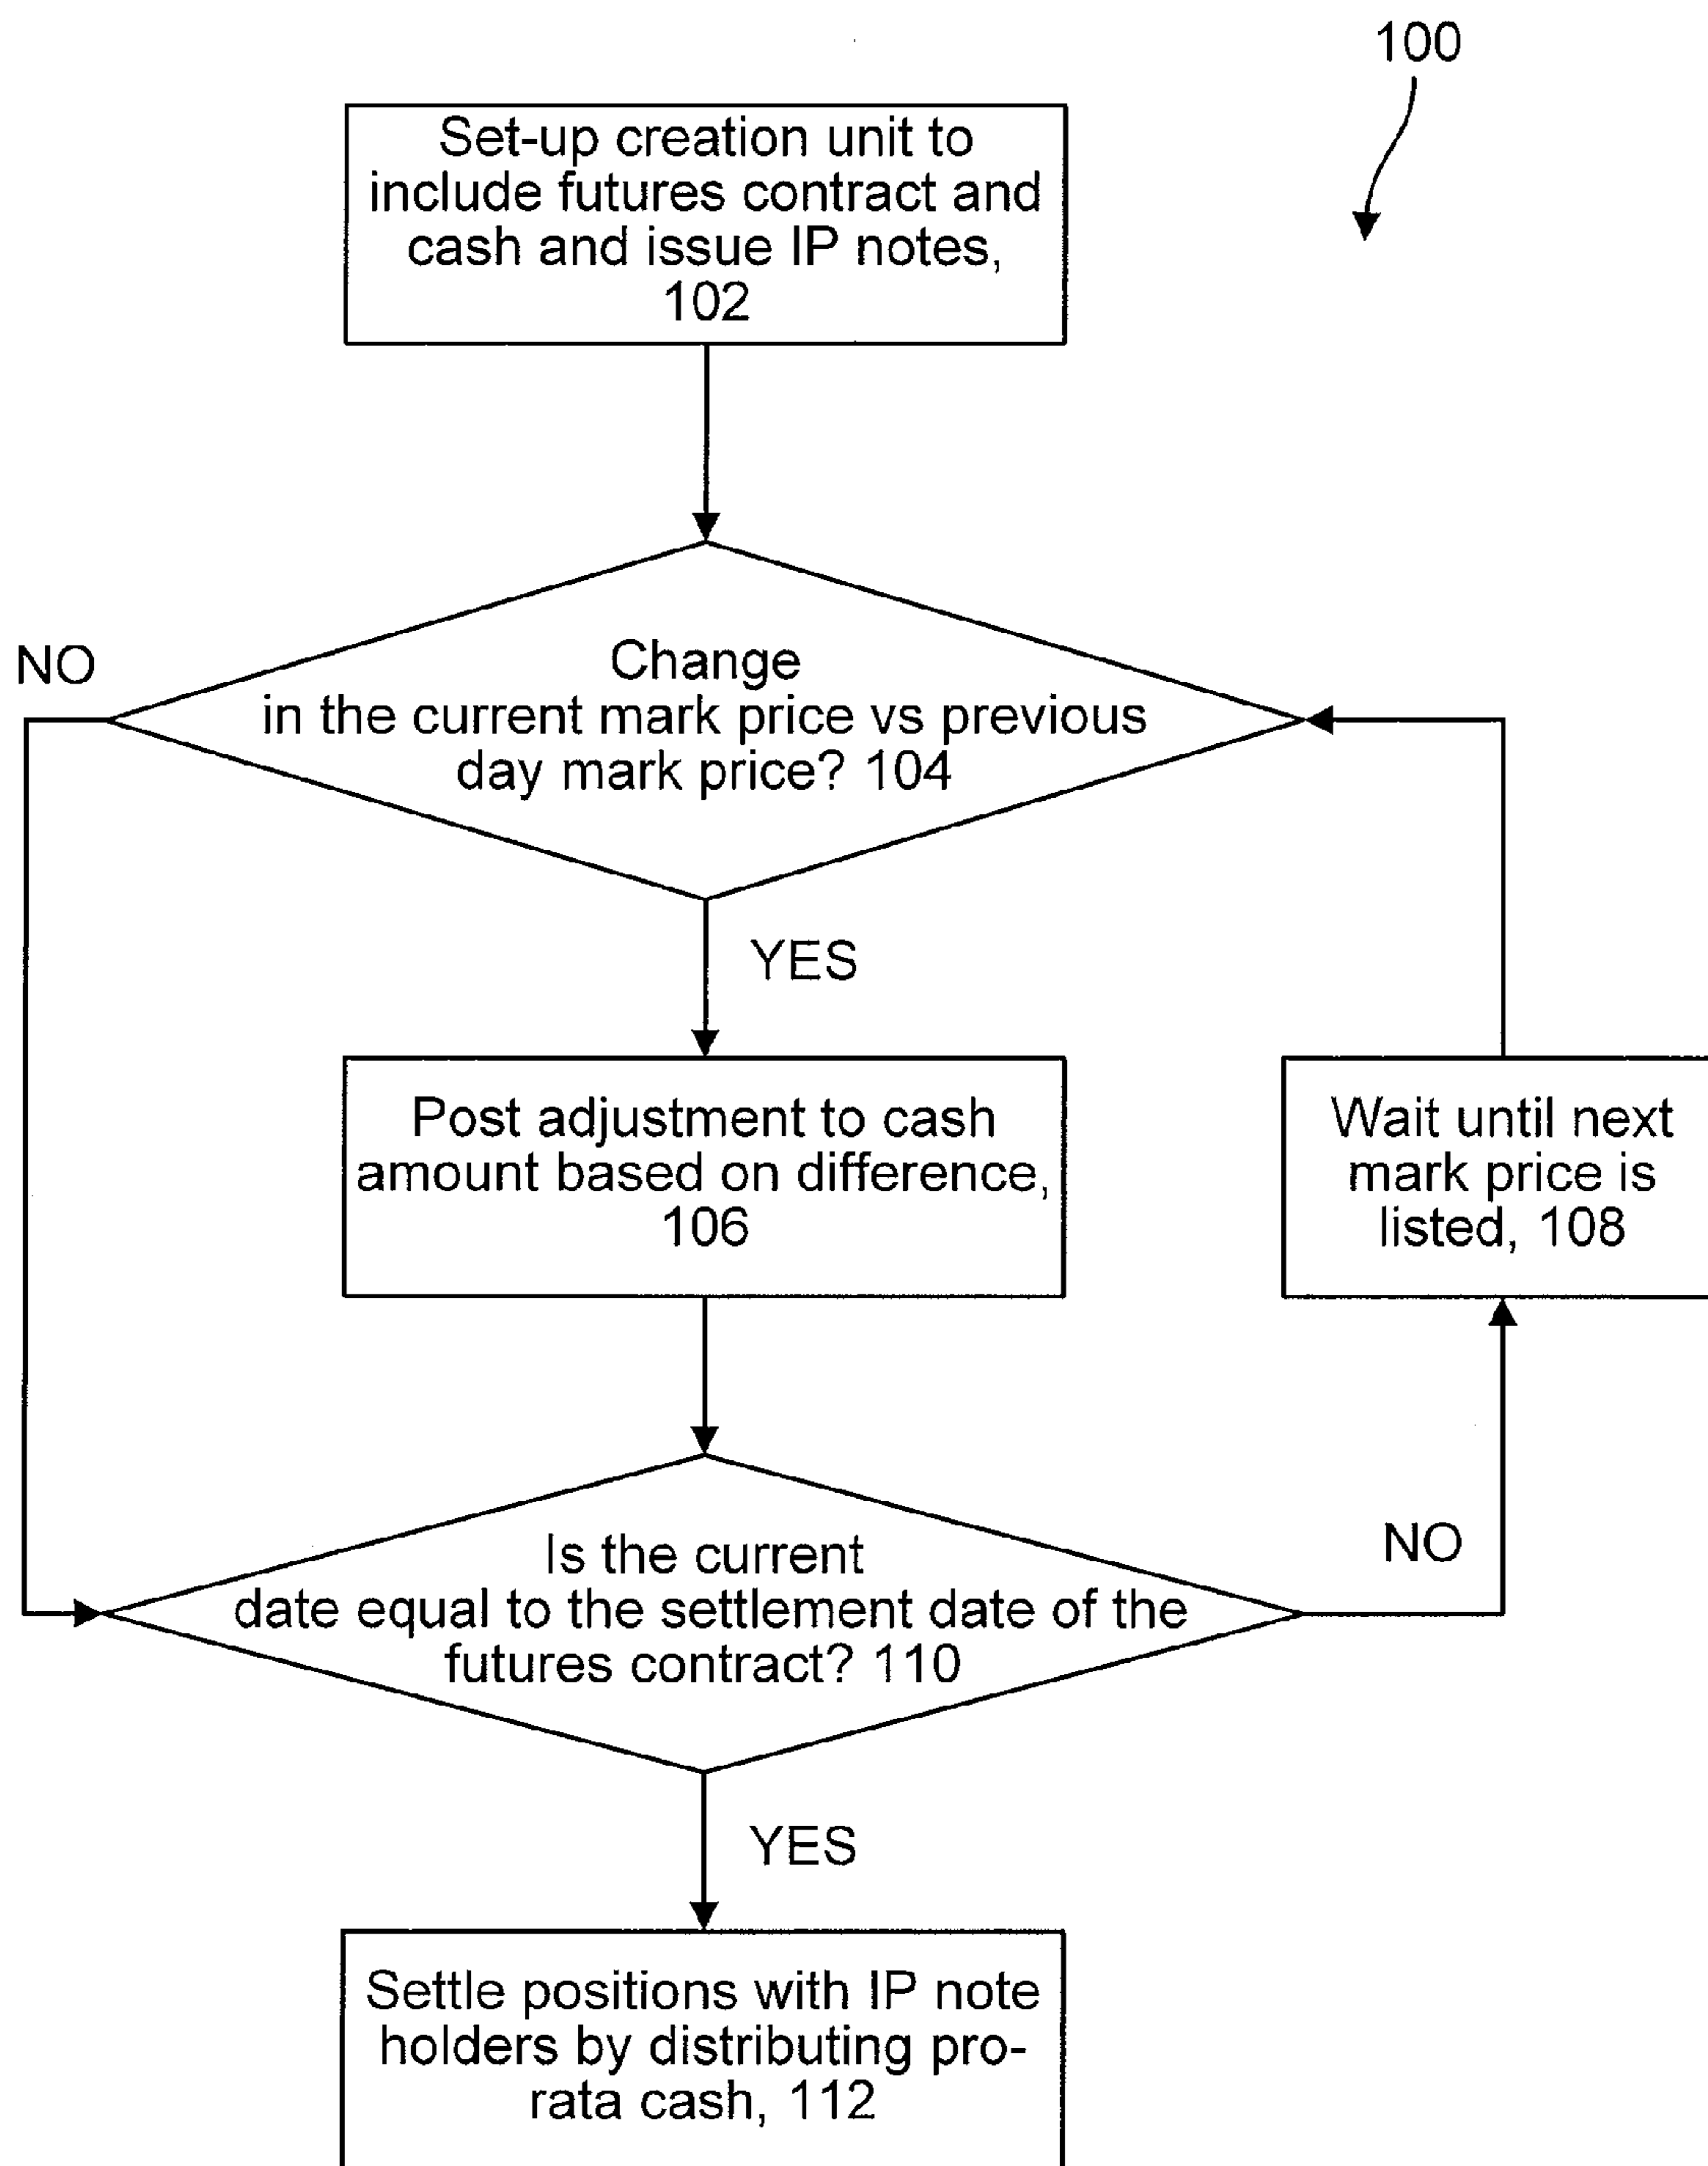 100
Set-up creation unit to
include futures contract and
cash and issue IP notes,
102
NO
Change
in the current mark price vs previous
day mark price? 104
YES
Post adjustment to cash
amount based on difference,
106
Wait until next
mark price is
listed, 108
Is the current
date equal to the settlement date of the
futures contract? 110
NO
YES
Settle positions with IP note
holders by distributing pro-
rata cash, 112